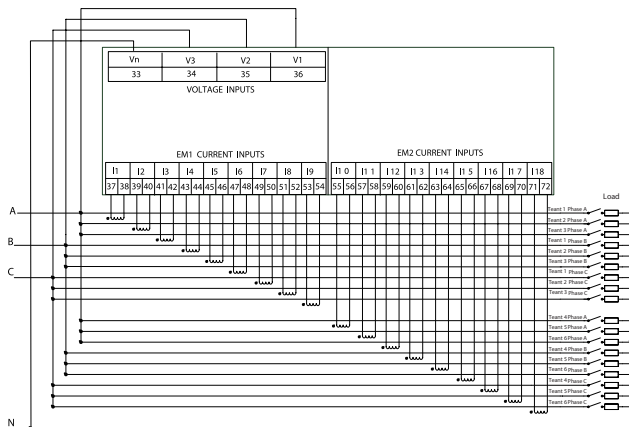 Vn V3 V2 V1
33 34 35 36
VOLTAGE INPUTS
EM1 CURRENT INPUTS
EM2 CURRENT INPUTS
I1 I2 I3 I4 I5 I6 I7 I8 I9
I1 0 I1 1 I12 I1 3 I14 I15 I16 I1 7 I18
37 38 39 40 41 42 43 44 45 46 47 48 49 50 51 52 53 54
55 56 57 58 59 60 61 62 63 64 65 66 67 68 69 70 71 72
Load
A
B
C
N
Teant 1 Phase A
Teant 2 Phase A
Teant 3 Phase A
Teant 1 Phase B
Teant 2 Phase B
Teant 3 Phase B
Teant 1 Phase C
Teant 2 Phase C
Teant 3 Phase C
Teant 4 Phase A
Teant 5 Phase A
Teant 6 Phase A
Teant 4 Phase B
Teant 5 Phase B
Teant 6 Phase B
Teant 4 Phase C
Teant 5 Phase C
Teant 6 Phase C